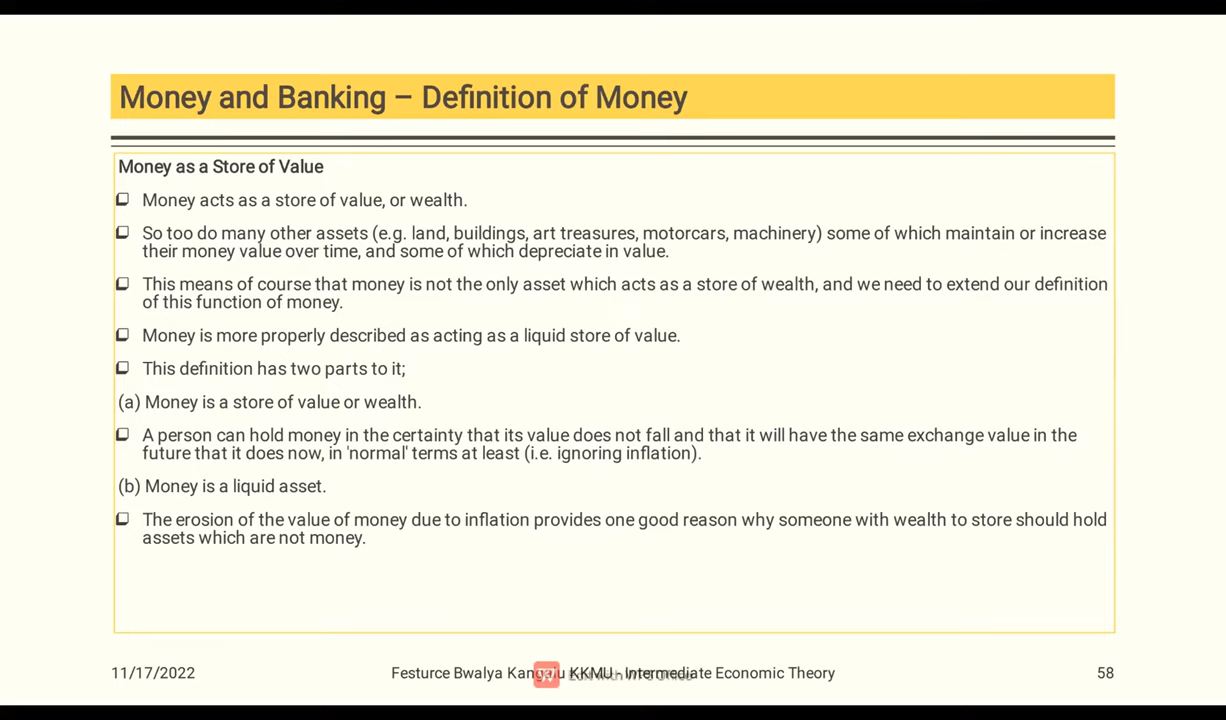 Money and Banking – Definition of Money
Money as a Store of Value
❑ Money acts as a store of value, or wealth.
❑ So too do many other assets (e.g. land, buildings, art treasures, motorcars, machinery) some of which maintain or increase
their money value over time, and some of which depreciate in value.
❑ This means of course that money is not the only asset which acts as a store of wealth, and we need to extend our definition
of this function of money.
❑ Money is more properly described as acting as a liquid store of value.
❑ This definition has two parts to it;
(a) Money is a store of value or wealth.
❑ A person can hold money in the certainty that its value does not fall and that it will have the same exchange value in the
future that it does now, in 'normal' terms at least (i.e. ignoring inflation).
(b) Money is a liquid asset.
❑ The erosion of the value of money due to inflation provides one good reason why someone with wealth to store should hold
assets which are not money.
11/17/2022
Festurce Bwalya KKMU - Intermediate Economic Theory
58